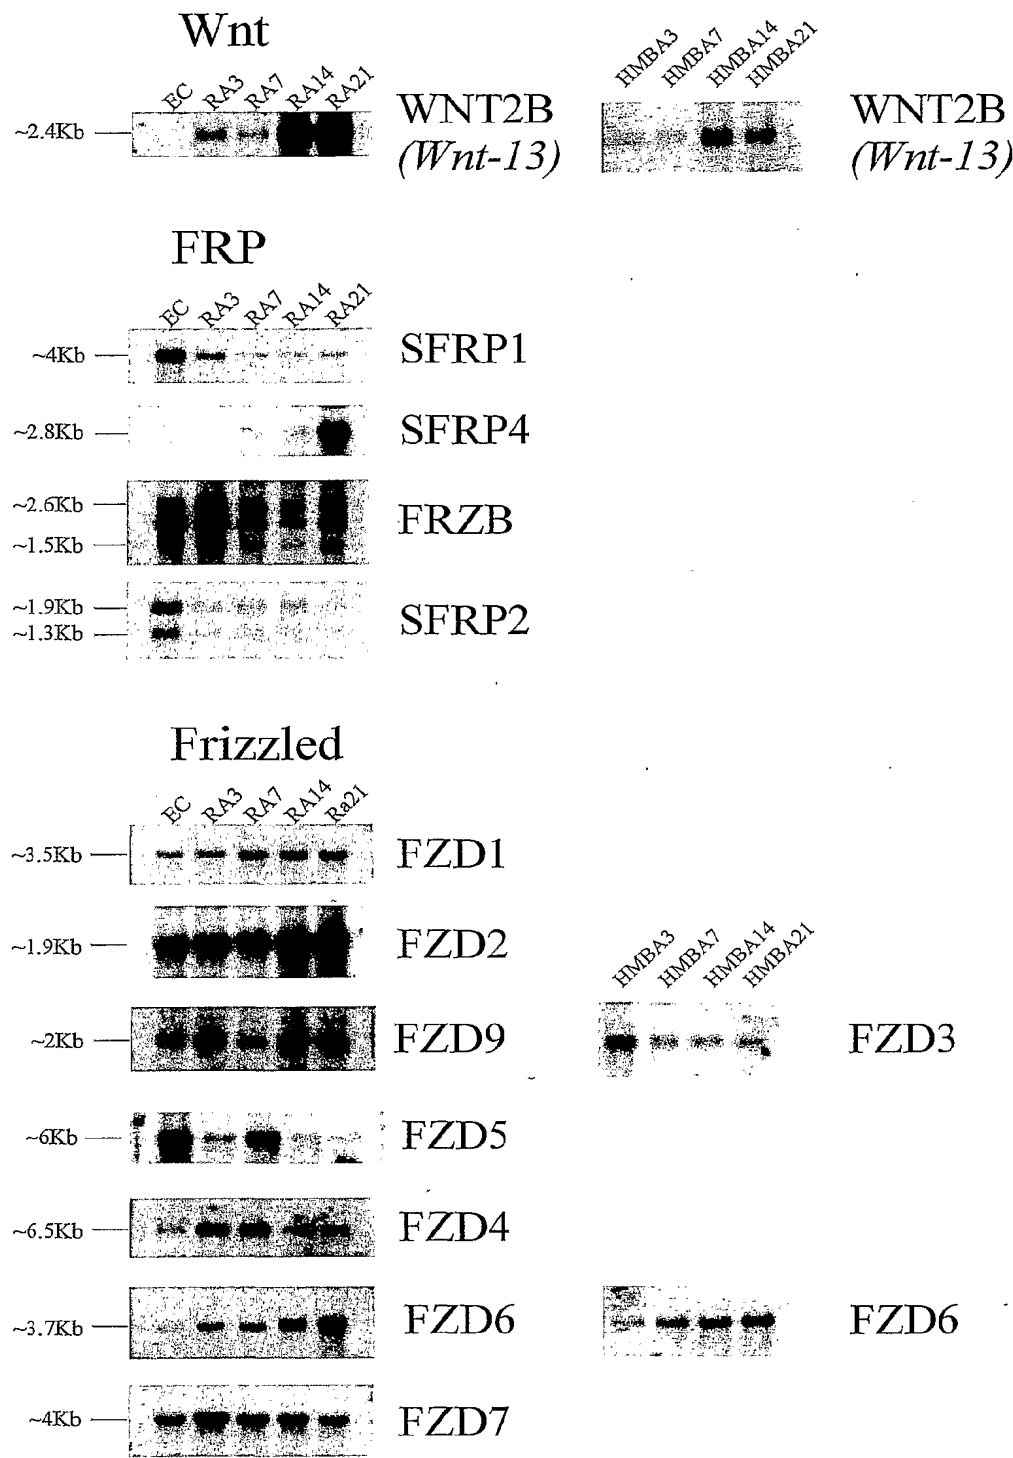 Wnt
EC RA3 RA7 RA14 RA21
~2.4Kb
WNT2B
(Wnt-13)
HMBA3 HMBA7 HMBA14 HMBA21
WNT2B
(Wnt-13)
FRP
EC RA3 RA7 RA14 RA21
~4Kb SFRP1
~2.8Kb SFRP4
~2.6Kb
FRZB
~1.5Kb
~1.9Kb
SFRP2
~1.3Kb
Frizzled
EC RA3 RA7 RA14 Ra21
~3.5Kb FZD1
~1.9Kb FZD2
HMBA3 HMBA7 HMBA14 HMBA21
~2Kb FZD9 FZD3
~6Kb FZD5
~6.5Kb FZD4
~3.7Kb FZD6 FZD6
~4Kb FZD7